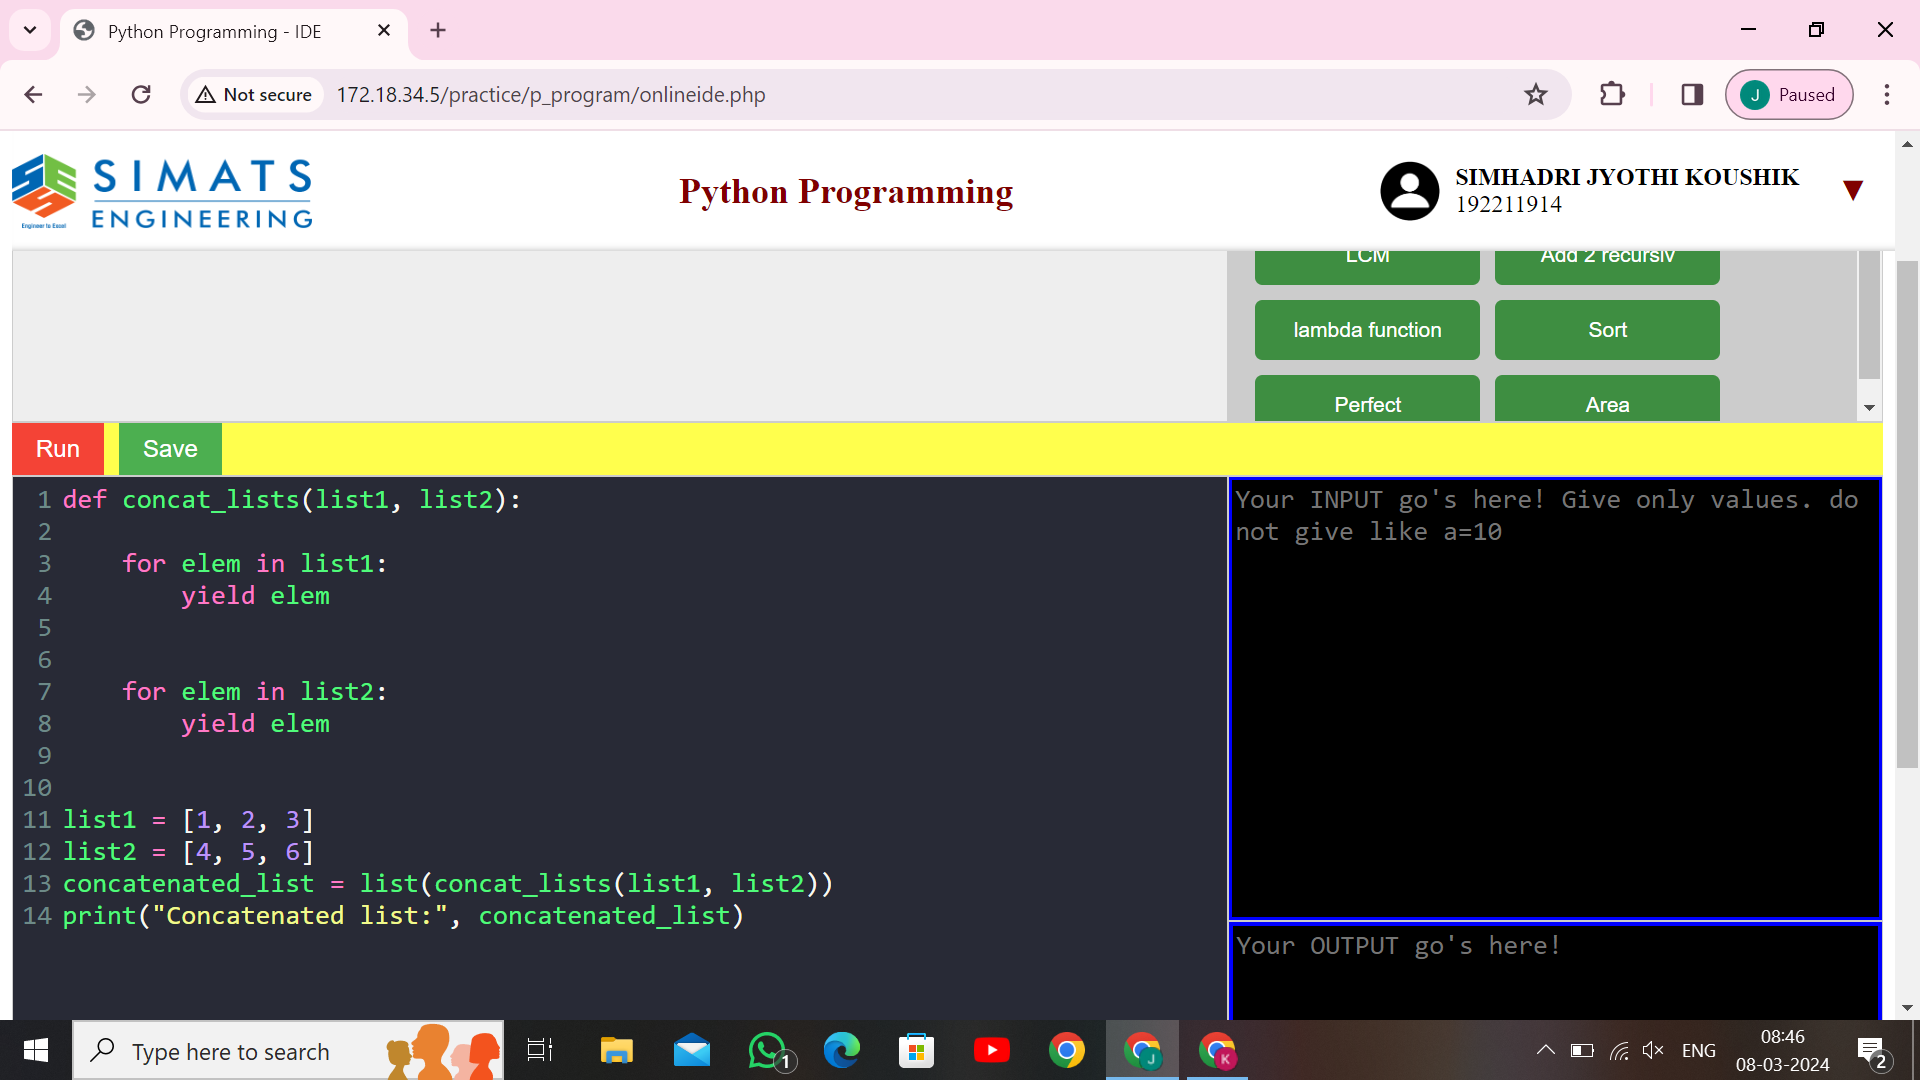 Python Programming - IDE
Not secure 172.18.34.5/practice/p_program/onlineide.php
J Paused
SIMATS
ENGINEERING
Engineer to Excel
Python Programming
SIMHADRI JYOTHI KOUSHIK
192211914
LCM Add 2 recursiv
lambda function Sort
Perfect Area
Run Save
1 def concat_lists(list1, list2):
2
3 for elem in list1:
4 yield elem
5
6
7 for elem in list2:
8 yield elem
9
10
11 list1 = [1, 2, 3]
12 list2 = [4, 5, 6]
13 concatenated_list = list(concat_lists(list1, list2))
14 print("Concatenated list:", concatenated_list)
Your INPUT go's here! Give only values. do
not give like a=10
Your OUTPUT go's here!
Type here to search
1
J
K
ENG
08:46
08-03-2024
2